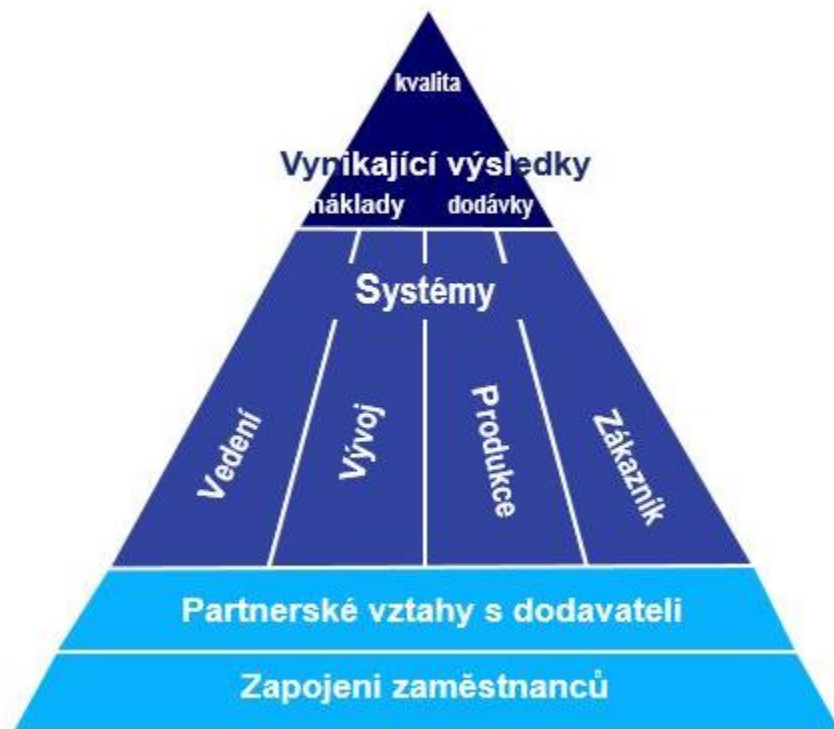 kvalita
Vynikající výsledky
náklady dodávky
Systémy
Vedení Vývoj Produkce Zákazník
Partnerské vztahy s dodavateli
Zapojeni zaměstnanců